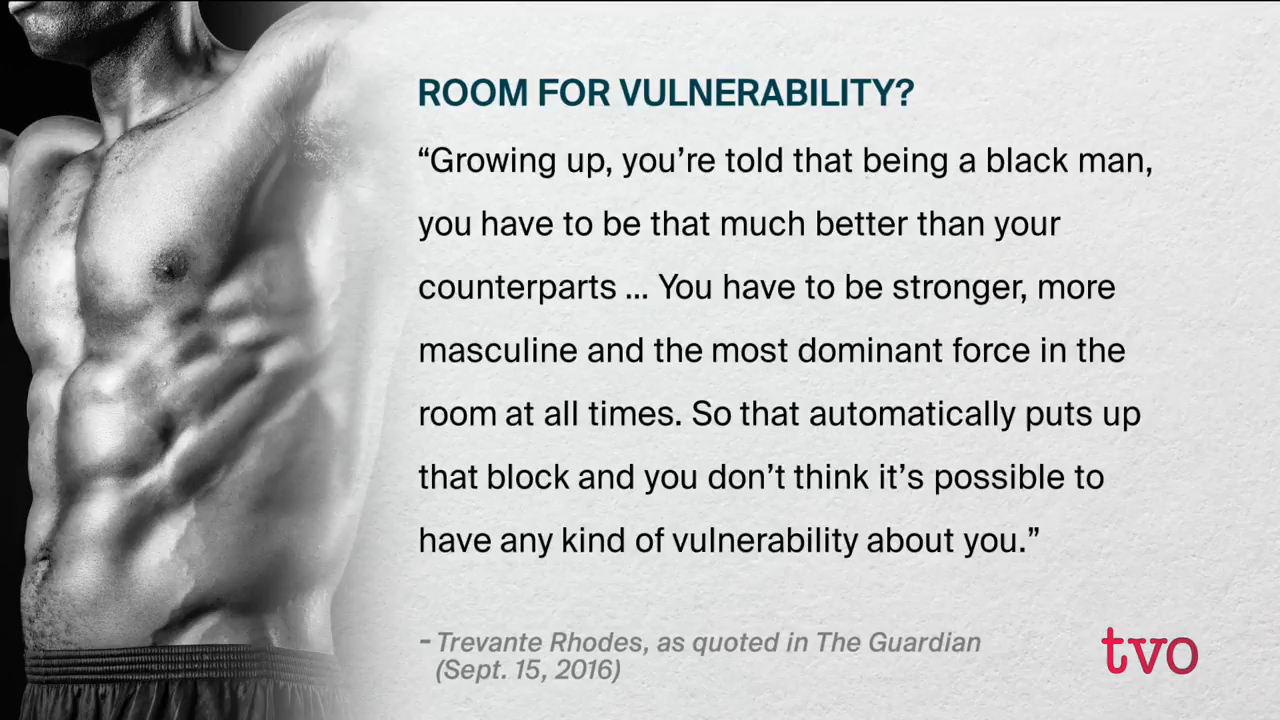 ROOM FOR VULNERABILITY?
“Growing up, you’re told that being a black man,
you have to be that much better than your
counterparts ... You have to be stronger, more
masculine and the most dominant force in the
room at all times. So that automatically puts up
that block and you don’t think it’s possible to
have any kind of vulnerability about you.”
– Trevante Rhodes, as quoted in The Guardian
(Sept. 15, 2016)
tvo